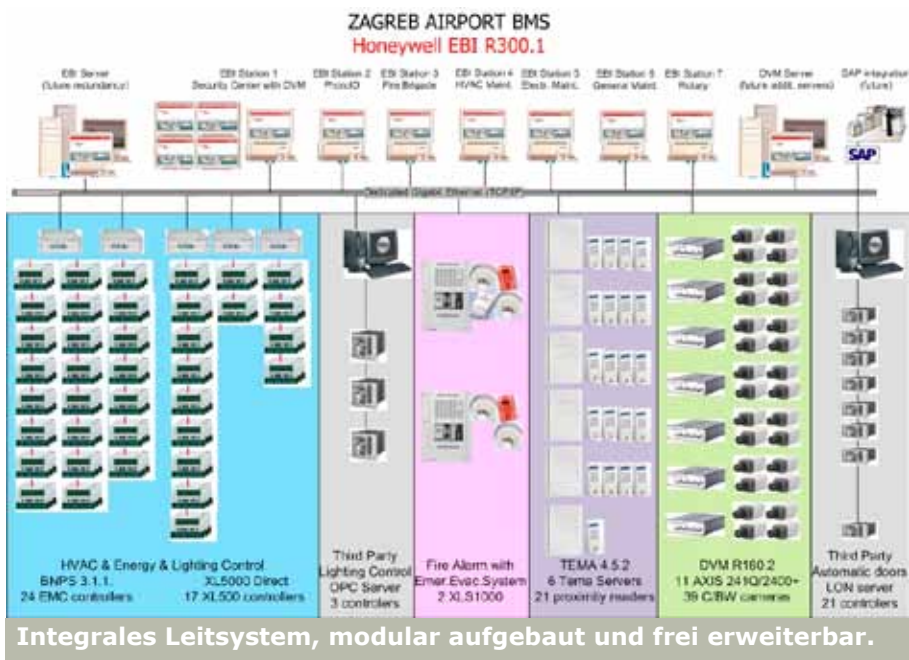 ZAGREB AIRPORT BMS
Honeywell EBI R300.1
EBI Server
(future redundancy)
EBI Station 1
Security Center with DVM
EBI Station 2
PhotoID
EBI Station 3
Fire Brigade
EBI Station 4
HVAC Maint.
EBI Station 5
Electr. Maint.
EBI Station 6
General Maint.
EBI Station 7
Rotary
DVM Server
(future addit. servers)
SAP integration
(future)
SAP
Dedicated Gigabit Ethernet (TCP/IP)
HVAC & Energy & Lighting Control
BNPS 3.1.1.
24 EMC controllers
XL5000 Direct
17 XL500 controllers
Third Party
Lighting Control
OPC Server
3 controllers
Fire Alarm with
Emer.Evac.System
2 XLS1000
TEMA 4.5.2
6 Tema Servers
21 proximity readers
DVM R160.2
11 AXIS 241Q/2400+
39 C/BW cameras
Third Party
Automatic doors
LON server
21 controllers
Integrales Leitsystem, modular aufgebaut und frei erweiterbar.